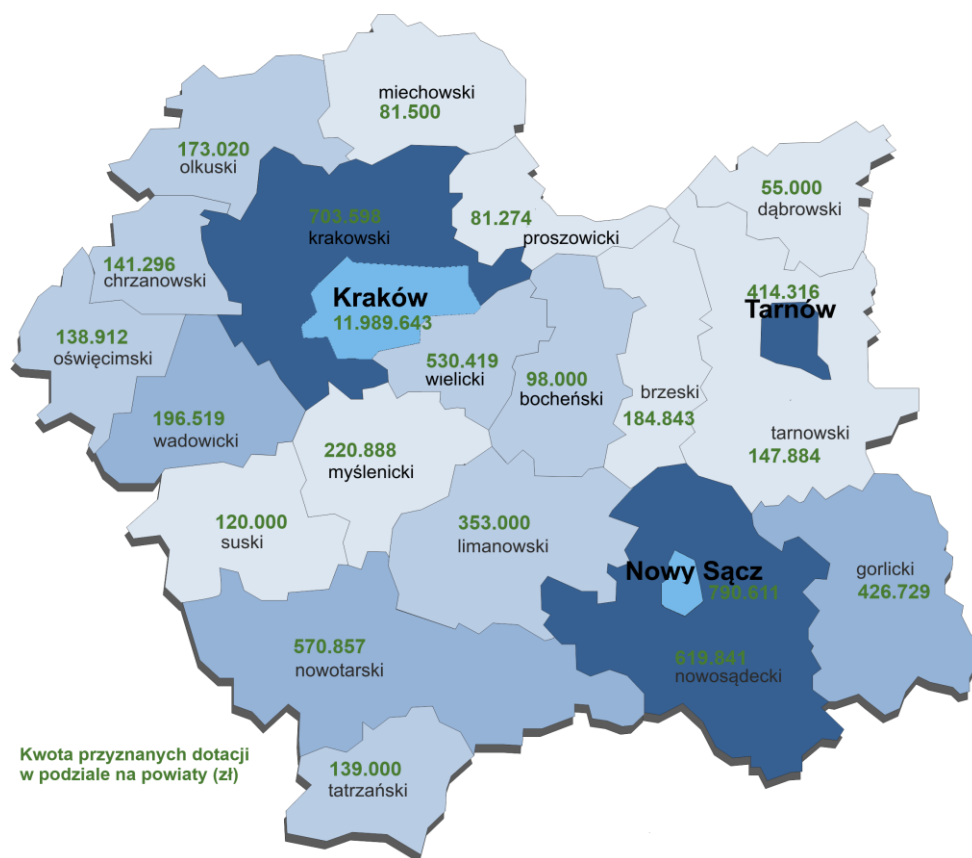 miechowski
81.500
173.020
olkuski
55.000
dąbrowski
703.598
krakowski
81.274
proszowicki
141.296
chrzanowski
414.316
Tarnów
Kraków
11.989.643
138.912
oświęcimski
530.419
wielicki
98.000
bocheński
brzeski
184.843
196.519
wadowicki
tarnowski
147.884
220.888
myślenicki
120.000
suski
353.000
limanowski
Nowy Sącz
790.611
gorlicki
426.729
570.857
nowotarski
619.841
nowosądecki
Kwota przyznanych dotacji
w podziale na powiaty (zł)
139.000
tatrzański